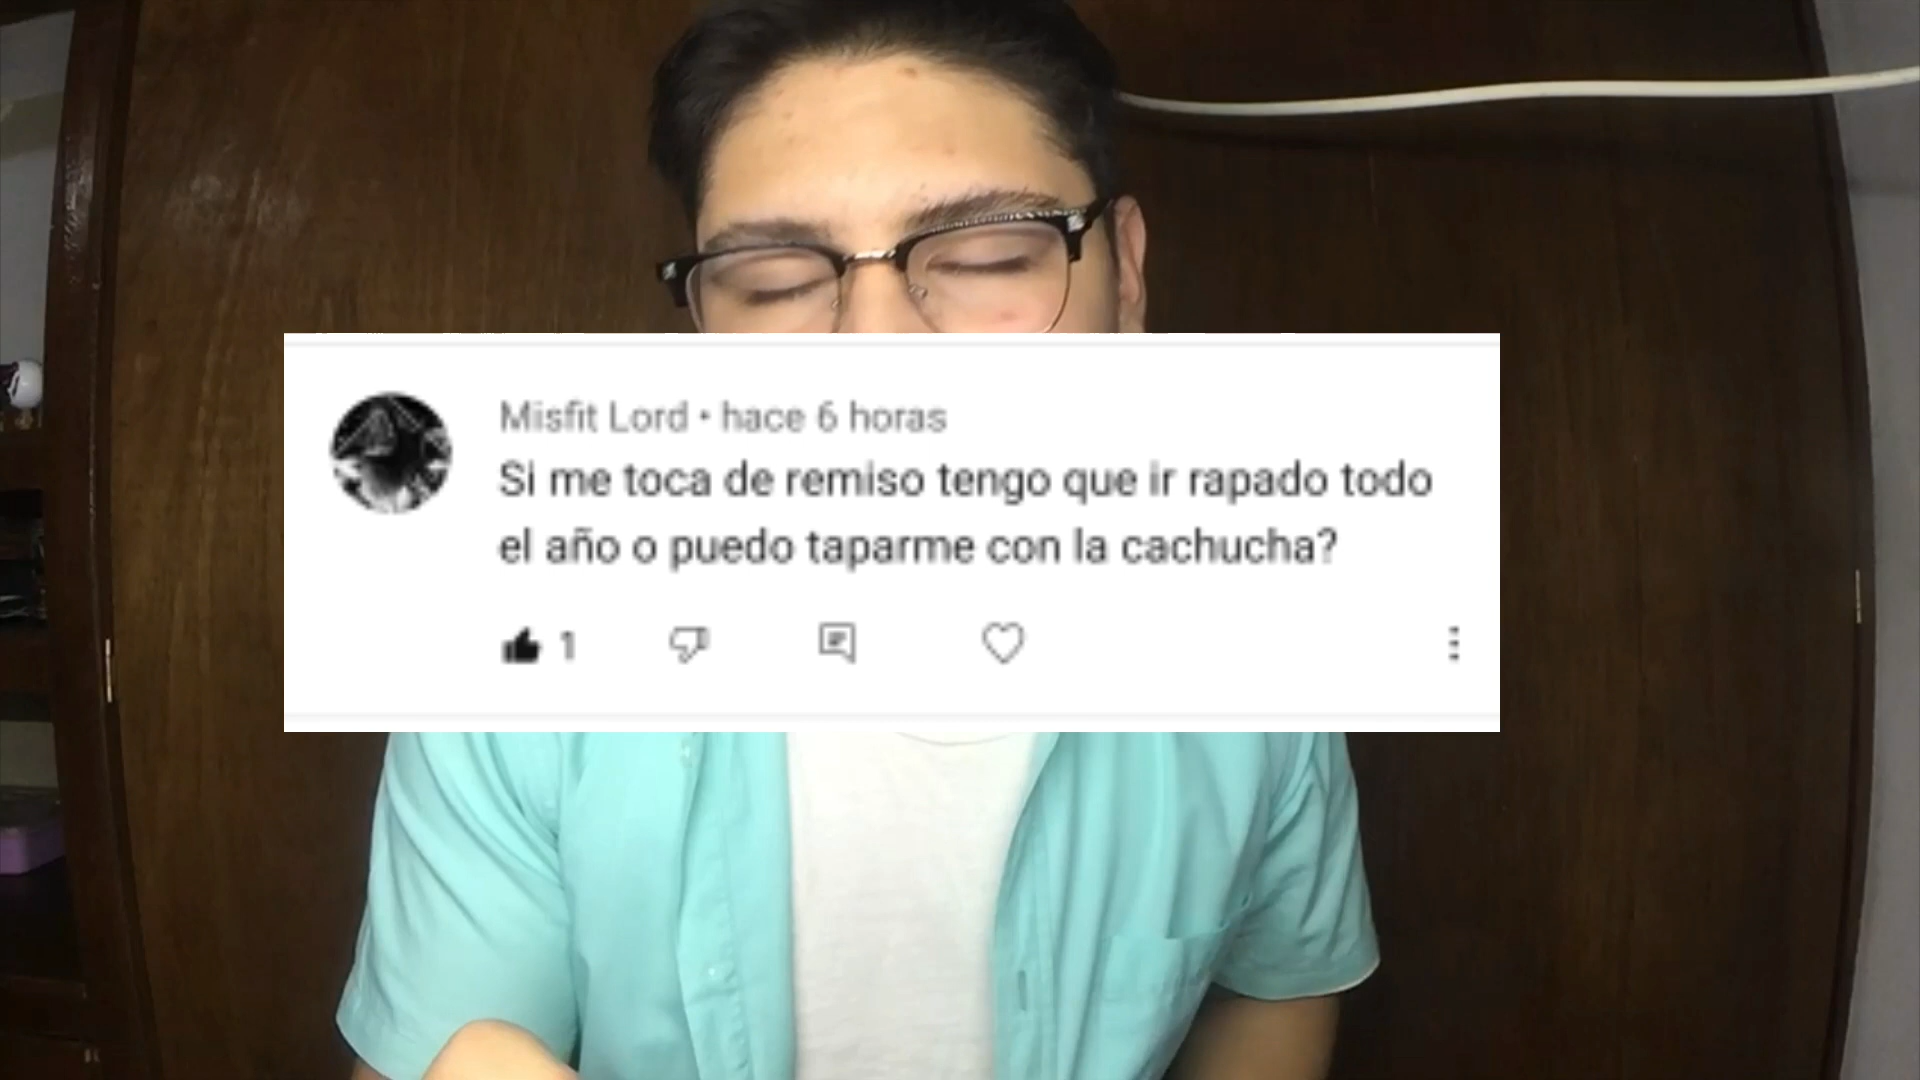 Misfit Lord • hace 6 horas
Si me toca de remiso tengo que ir rapado todo
el año o puedo taparme con la cachucha?
1